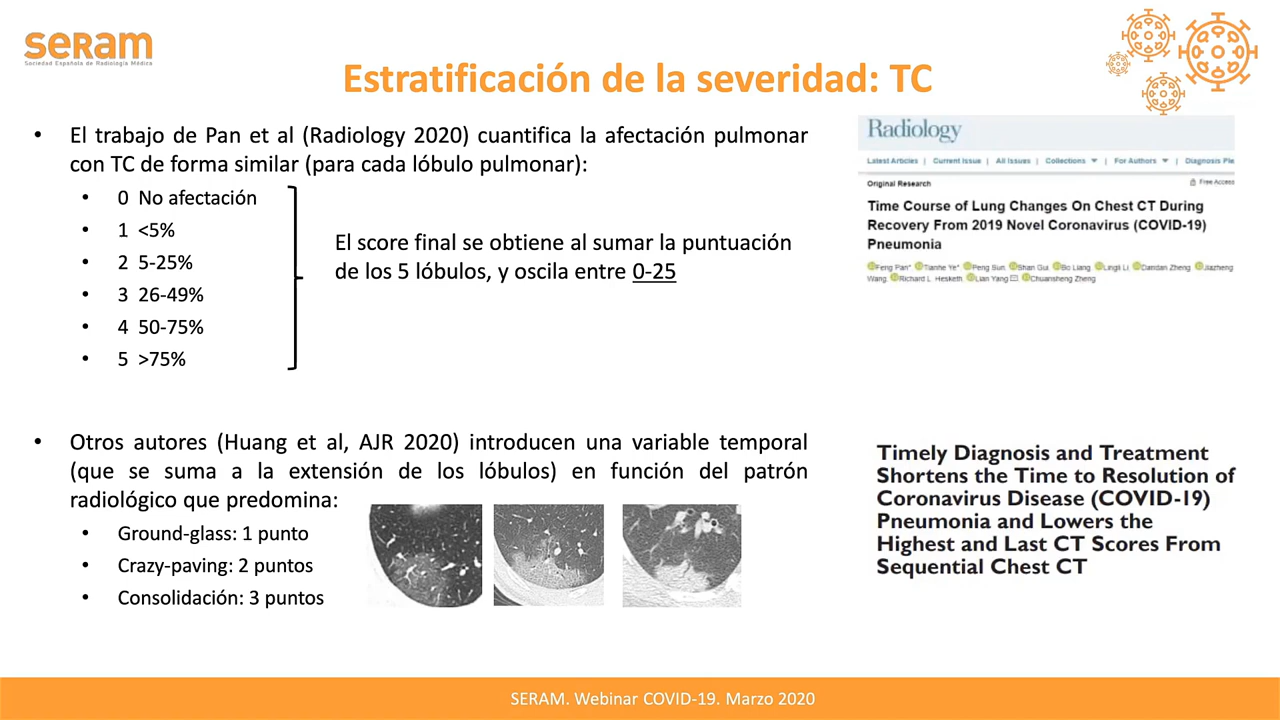 seRam
Sociedad Española de Radiología Médica
Estratificación de la severidad: TC
• El trabajo de Pan et al (Radiology 2020) cuantifica la afectación pulmonar
con TC de forma similar (para cada lóbulo pulmonar):
• 0 No afectación
• 1 <5%
• 2 5-25%
• 3 26-49%
• 4 50-75%
• 5 >75%
El score final se obtiene al sumar la puntuación
de los 5 lóbulos, y oscila entre 0-25
Radiology
Latest Articles | Current Issue | All Issues | Collections ▼ | For Authors ▼ | Diagnosis Ple
Original Research
Free Access
Time Course of Lung Changes On Chest CT During
Recovery From 2019 Novel Coronavirus (COVID-19)
Pneumonia
Feng Pan*, Tianhe Ye*, Peng Sun, Shan Gui, Bo Liang, Lingli Li, Dandan Zheng, Jiazheng
Wang, Richard L. Hesketh, Lian Yang, Chuansheng Zheng
• Otros autores (Huang et al, AJR 2020) introducen una variable temporal
(que se suma a la extensión de los lóbulos) en función del patrón
radiológico que predomina:
• Ground-glass: 1 punto
• Crazy-paving: 2 puntos
• Consolidación: 3 puntos
Timely Diagnosis and Treatment
Shortens the Time to Resolution of
Coronavirus Disease (COVID-19)
Pneumonia and Lowers the
Highest and Last CT Scores From
Sequential Chest CT
SERAM. Webinar COVID-19. Marzo 2020